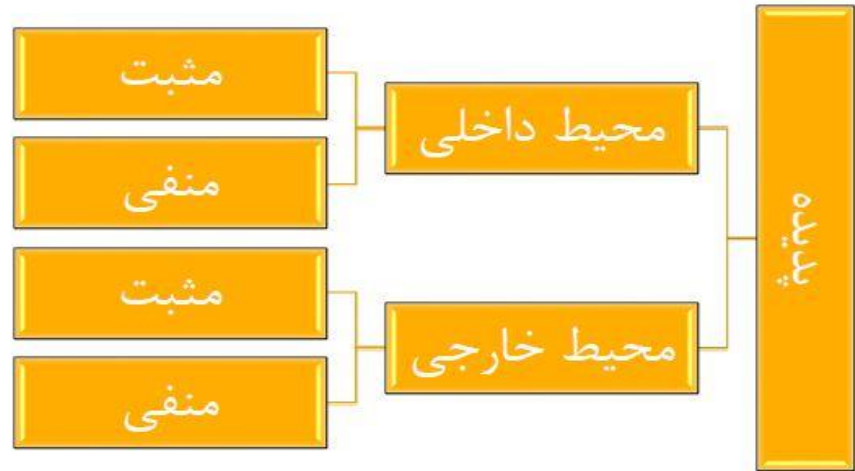 پدیده
محیط داخلی
مثبت
منفی
محیط خارجی
مثبت
منفی